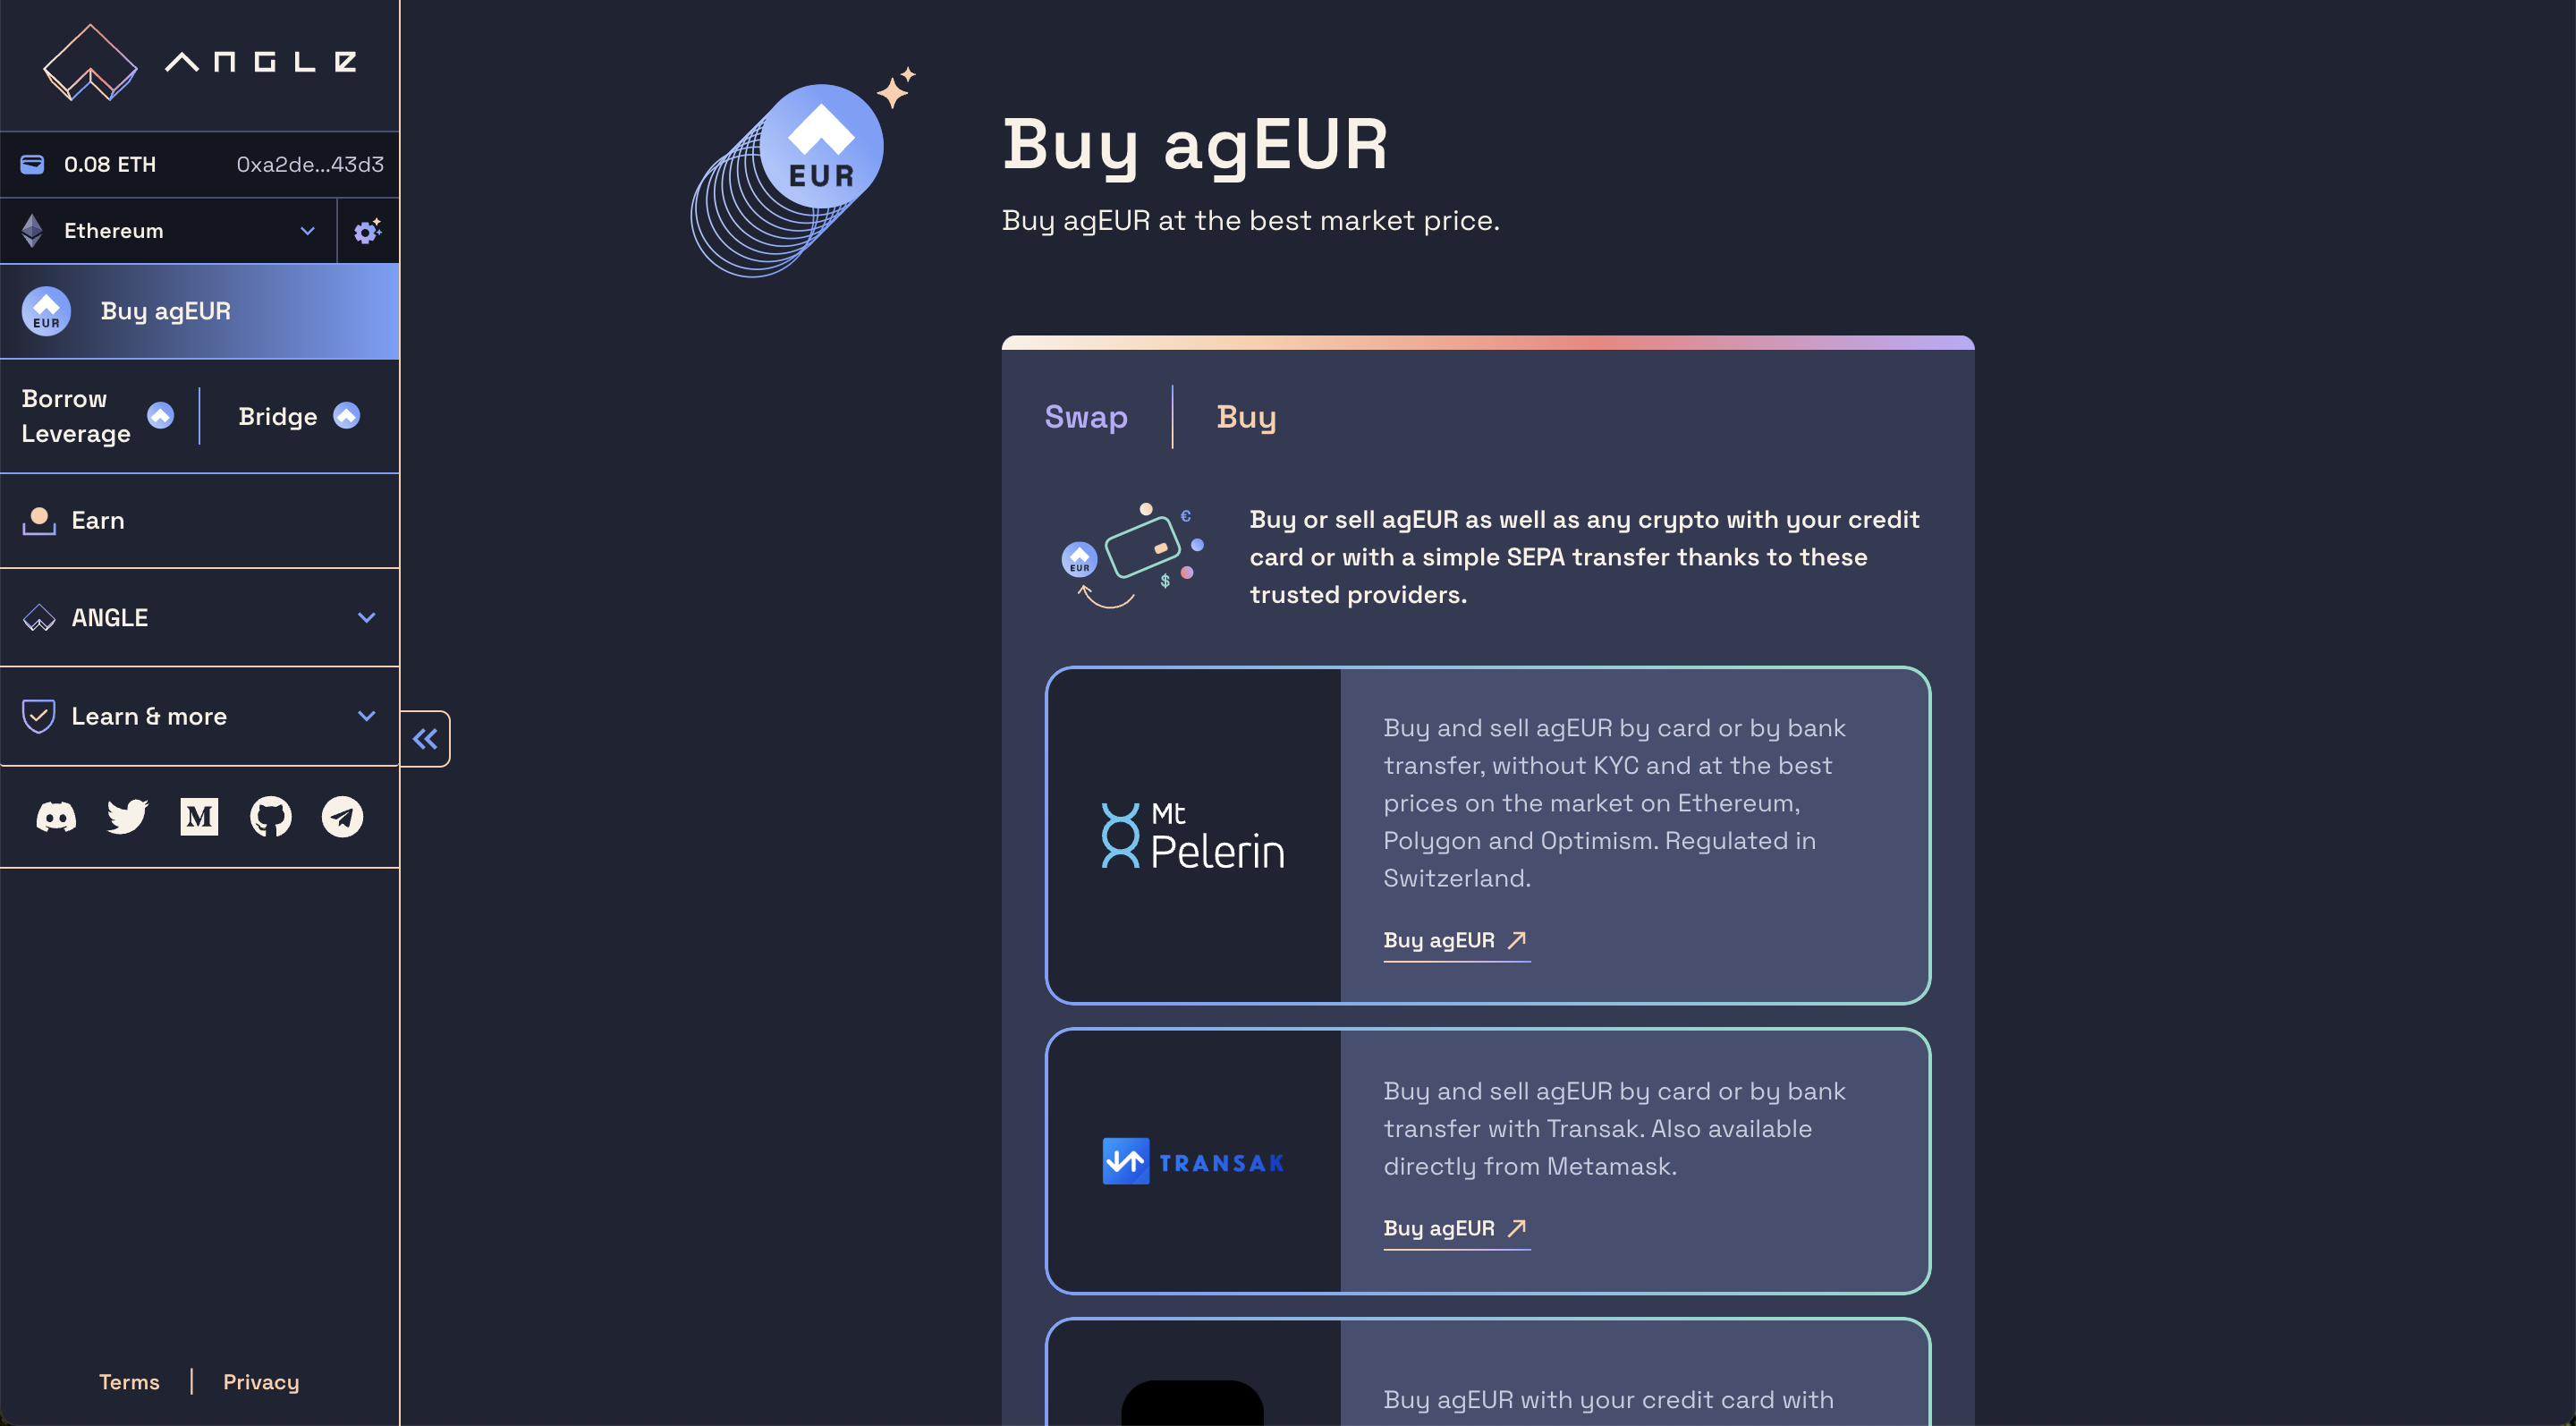 ANGLE
0.08 ETH 0xa2de...43d3
Ethereum
EUR
Buy agEUR
Borrow
Leverage
Bridge
Earn
ANGLE
Learn & more
Terms
Privacy
EUR
Buy agEUR
Buy agEUR at the best market price.
Swap
Buy
EUR
€
$
Buy or sell agEUR as well as any crypto with your credit
card or with a simple SEPA transfer thanks to these
trusted providers.
Mt
Pelerin
Buy and sell agEUR by card or by bank
transfer, without KYC and at the best
prices on the market on Ethereum,
Polygon and Optimism. Regulated in
Switzerland.
Buy agEUR
TRANSAK
Buy and sell agEUR by card or by bank
transfer with Transak. Also available
directly from Metamask.
Buy agEUR
Buy agEUR with your credit card with